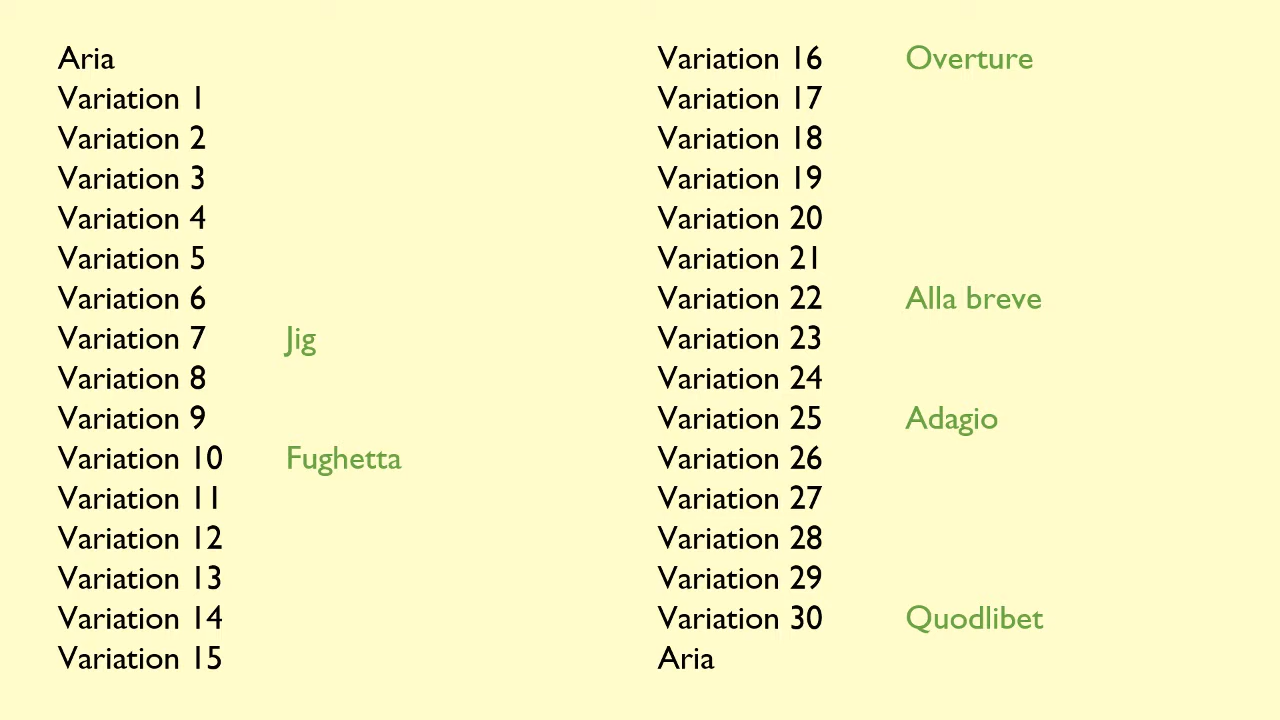 Aria
Variation 1
Variation 2
Variation 3
Variation 4
Variation 5
Variation 6
Variation 7 Jig
Variation 8
Variation 9
Variation 10 Fughetta
Variation 11
Variation 12
Variation 13
Variation 14
Variation 15
Variation 16 Overture
Variation 17
Variation 18
Variation 19
Variation 20
Variation 21
Variation 22 Alla breve
Variation 23
Variation 24
Variation 25 Adagio
Variation 26
Variation 27
Variation 28
Variation 29
Variation 30 Quodlibet
Aria